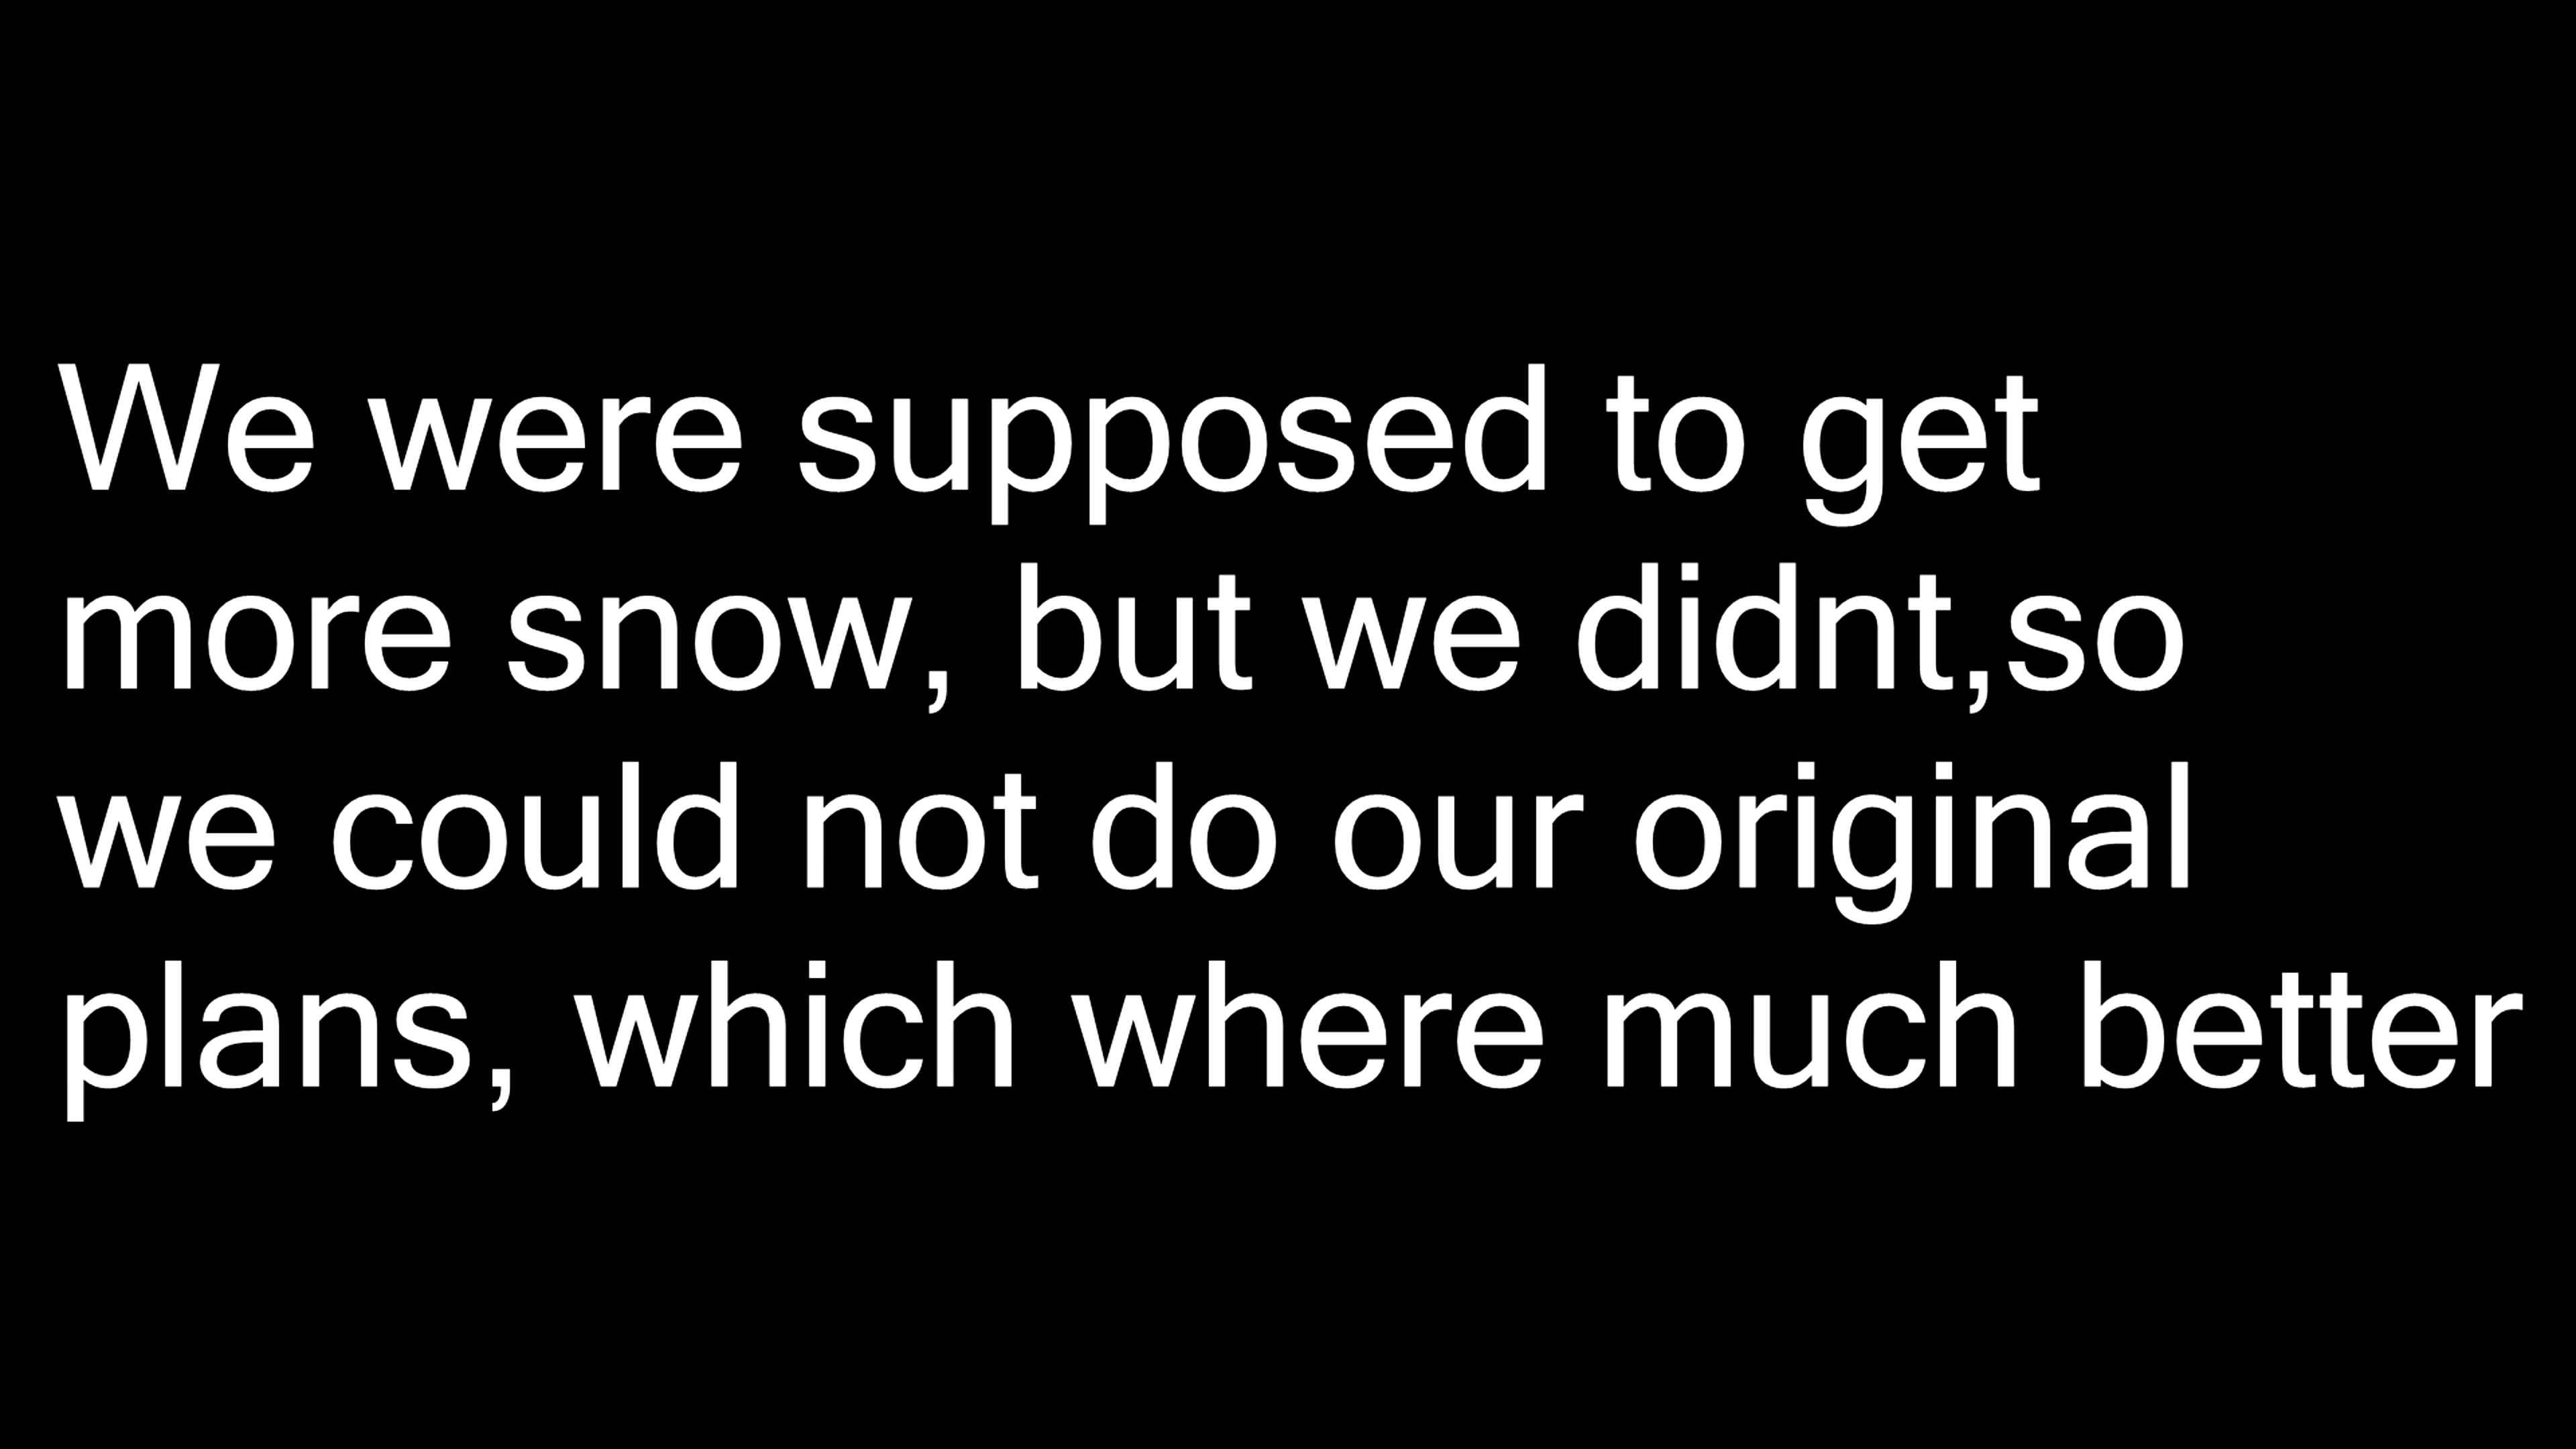 We were supposed to get
more snow, but we didnt,so
we could not do our original
plans, which where much better